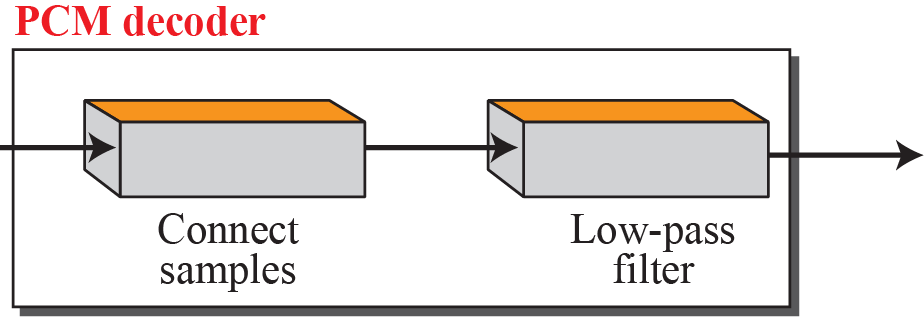 PCM decoder
Connect
samples
Low-pass
filter